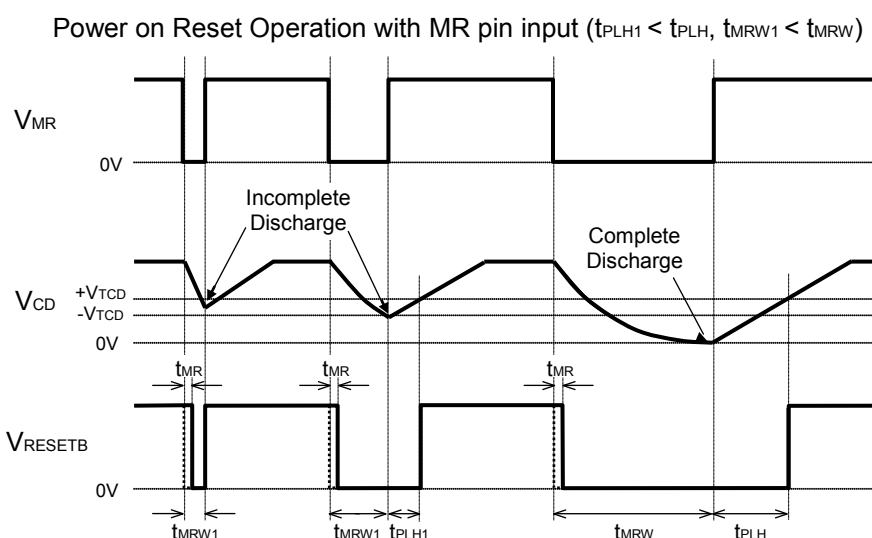 Power on Reset Operation with MR pin input (tPLH1 < tPLH, tMRW1 < tMRW)
VMR
0V
Incomplete
Discharge
Complete
Discharge
VCD
+VTCD
-VTCD
0V
tMR tMR tMR
VRESETB
0V
tMRW1 tMRW1 tPLH1 tMRW tPLH